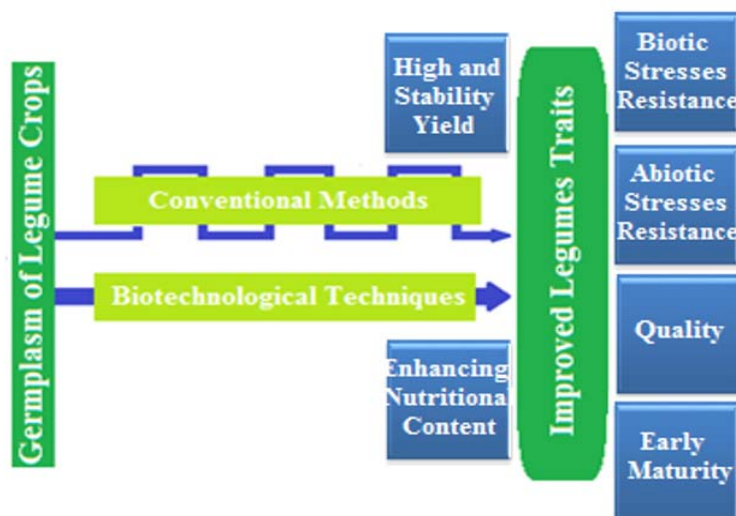 Germplasm of Legume Crops
Conventional Methods
Biotechnological Techniques
High and
Stability
Yield
Enhancing
Nutritional
Content
Improved Legumes Traits
Biotic
Stresses
Resistance
Abiotic
Stresses
Resistance
Quality
Early
Maturity